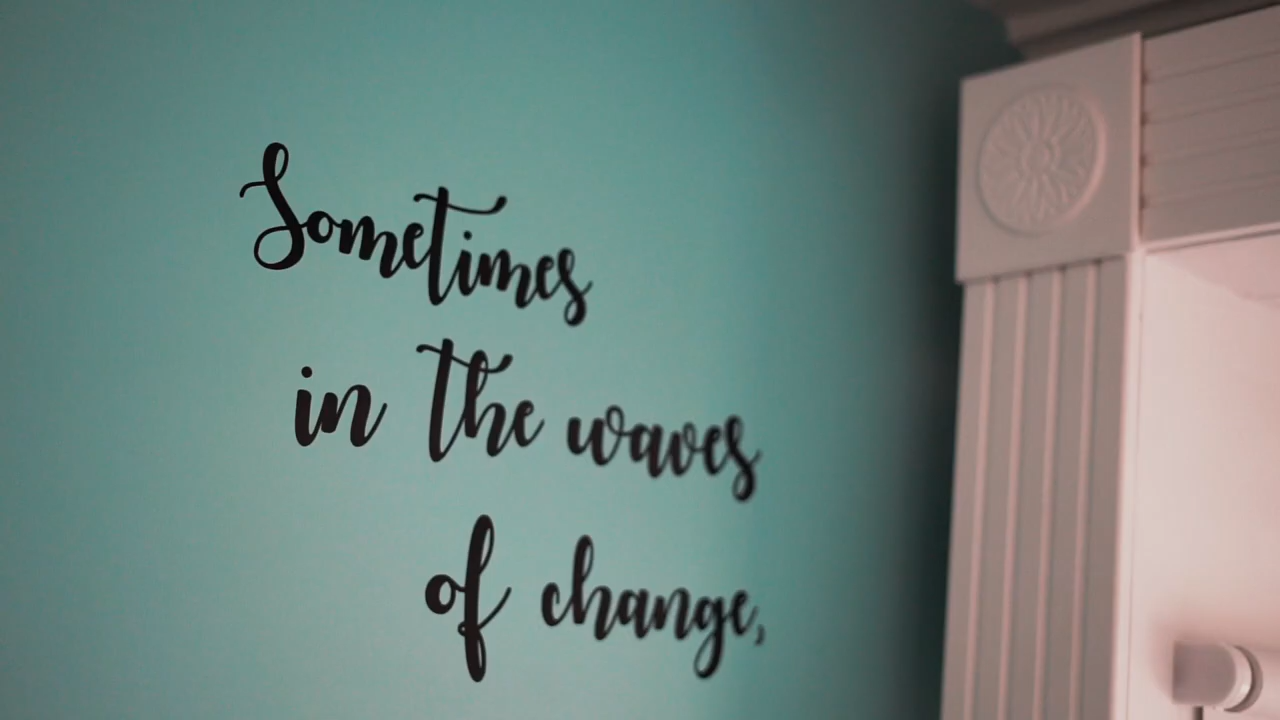 Sometimes
in the waves
of change,